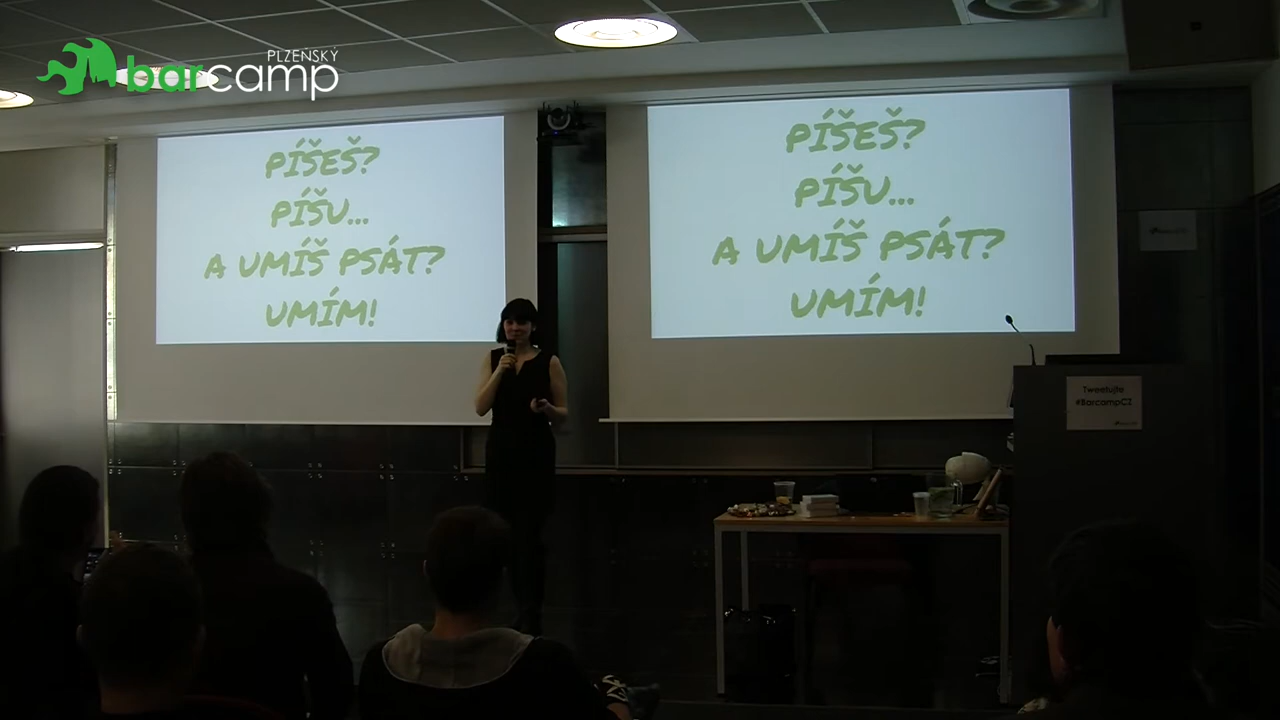 PLZEŇSKÝ
barcamp
PÍŠEŠ?
PÍŠU...
A UMÍŠ PSÁT?
UMÍM!
PÍŠEŠ?
PÍŠU...
A UMÍŠ PSÁT?
UMÍM!
Tweetujte
#BarcampCZ